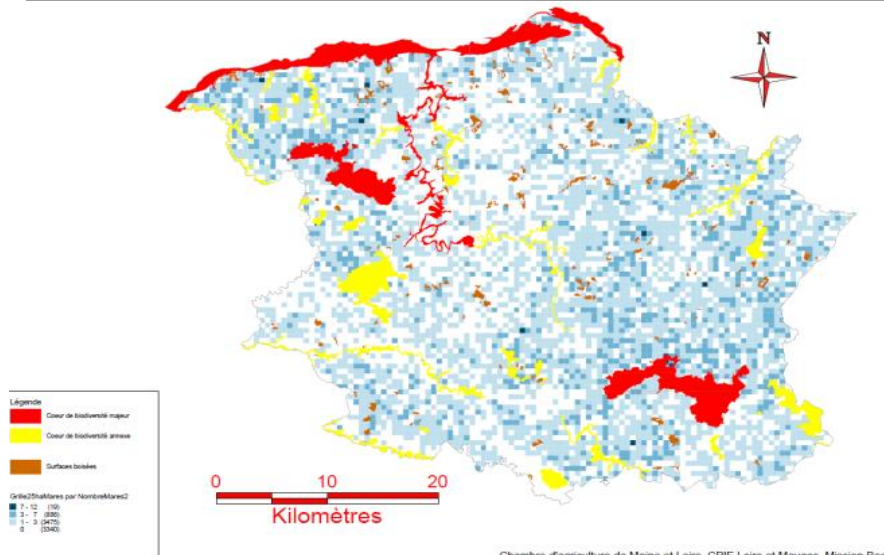 N
Légende
Coeur de biodiversité majeur
Coeur de biodiversité annexe
Surfaces boisées
Grille25haMares par NombreMares2
7 - 12 (19)
3 - 7 (886)
1 - 3 (3475)
0 (3340)
0 10 20
Kilomètres
Chambre d'agriculture de Maine et Loire, CPIE Loire et Mauges, Mission